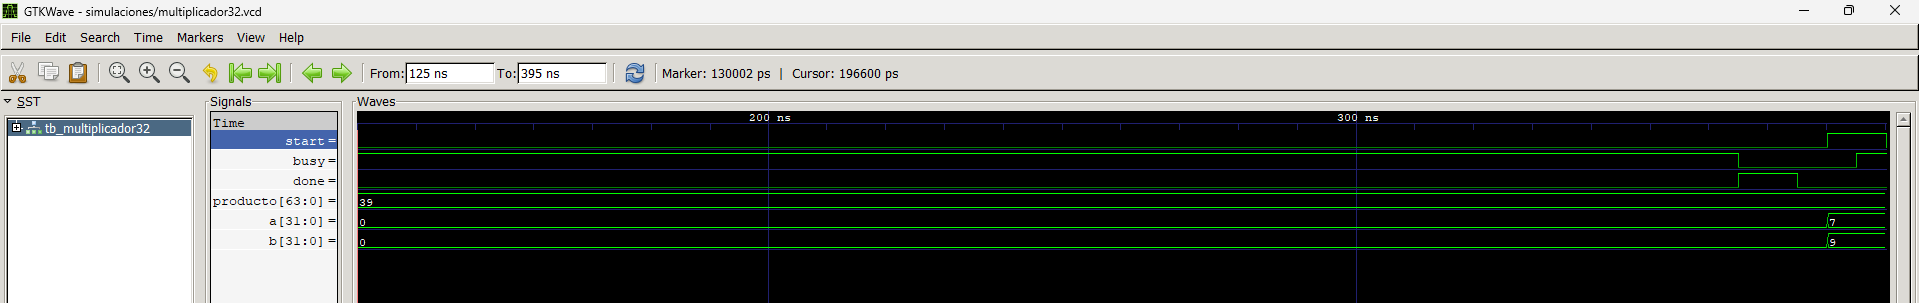 GTKWave - simulaciones/multiplicador32.vcd
File Edit Search Time Markers View Help
From: 125 ns To: 395 ns Marker: 130002 ps | Cursor: 196600 ps
SST
tb_multiplicador32
Signals
Time
start =
busy =
done =
producto[63:0] =
a[31:0] =
b[31:0] =
Waves
200 ns 300 ns
39
0 7
0 9